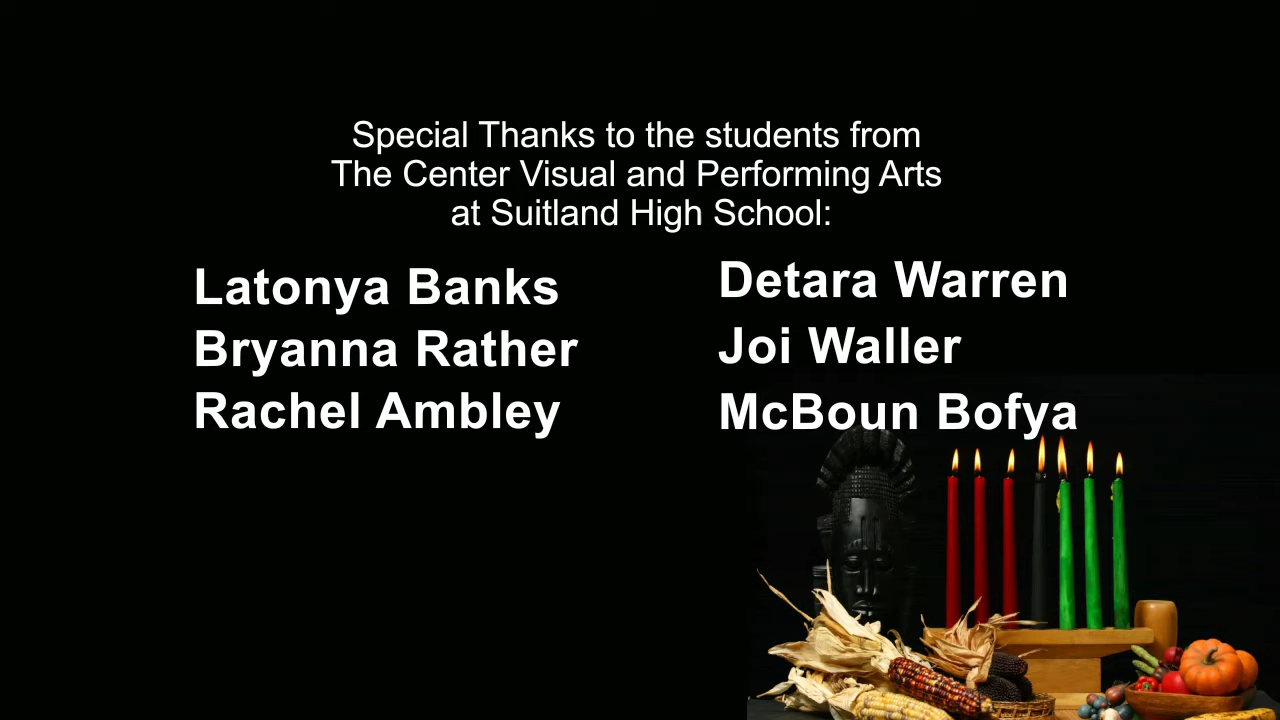 Special Thanks to the students from
The Center Visual and Performing Arts
at Suitland High School:
Latonya Banks
Bryanna Rather
Rachel Ambley
Detara Warren
Joi Waller
McBoun Bofya